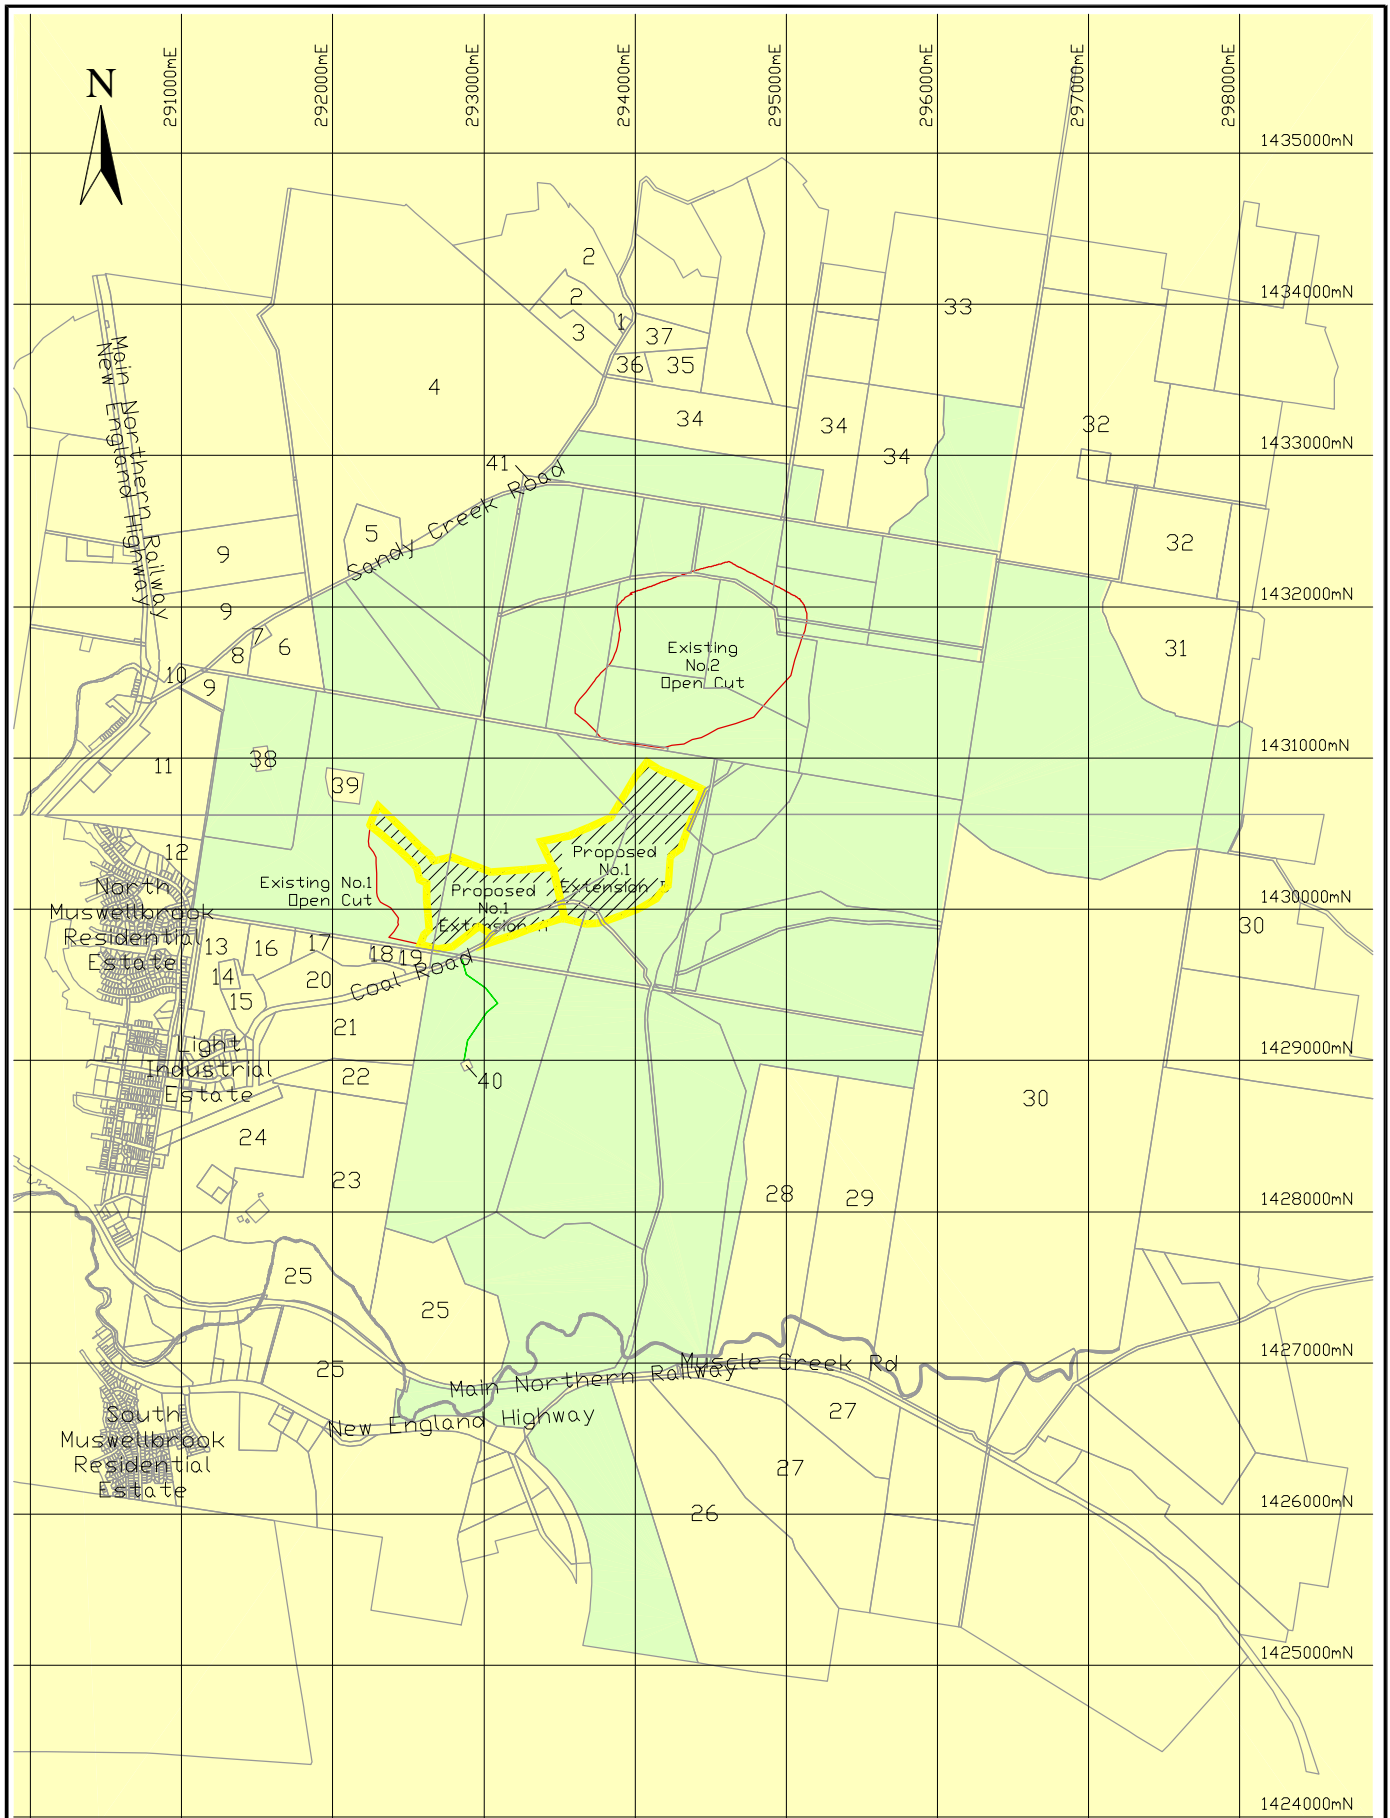 N
291000mE
292000mE
293000mE
294000mE
295000mE
296000mE
297000mE
298000mE
1435000mN
2
2
1434000mN
33
1
3
37
36
35
Main Northern Railway
New England Highway
4
34
34
32
34
1433000mN
41
Sandy Creek Road
5
9
32
9
1432000mN
7
8
6
Existing
No.2
Open Cut
31
10
9
38
11
1431000mN
39
12
Proposed
No.1
Existing No.1
Open Cut
Proposed
No.1
North
Muswellbrook
Residential
Estate
1430000mN
30
13
16
17
18
19
14
20
15
Coal Road
21
Light
Industrial
Estate
1429000mN
22
40
30
24
23
28
29
1428000mN
25
25
25
Muscle Creek Rd
1427000mN
Main Northern Railway
New England Highway
27
South
Muswellbrook
Residential
Estate
27
26
1426000mN
1425000mN
1424000mN